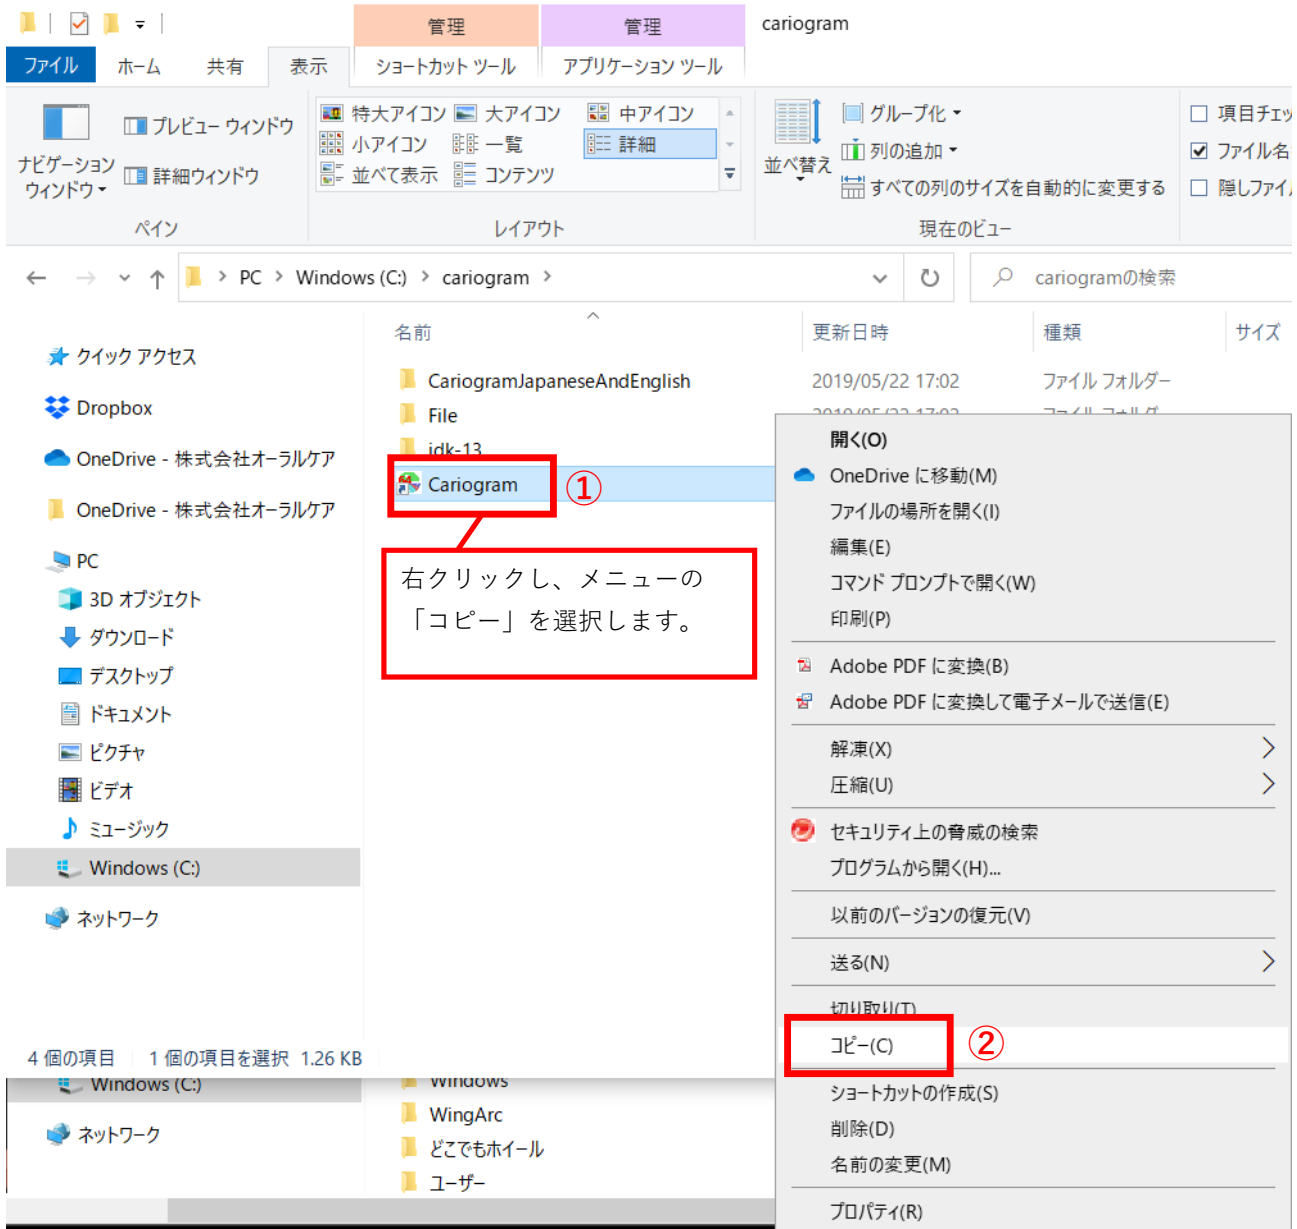 管理
管理
cariogram
ファイル
ホーム
共有
表示
ショートカット ツール
アプリケーション ツール
ナビゲーション
ウィンドウ
プレビュー ウィンドウ
詳細ウィンドウ
ペイン
特大アイコン
大アイコン
中アイコン
小アイコン
一覧
詳細
並べて表示
コンテンツ
レイアウト
並べ替え
グループ化
列の追加
すべての列のサイズを自動的に変更する
現在のビュー
項目チェッ
ファイル名
隠しファイ
PC > Windows (C:) > cariogram >
cariogramの検索
名前
更新日時
種類
サイズ
クイック アクセス
Dropbox
OneDrive - 株式会社オーラルケア
OneDrive - 株式会社オーラルケア
PC
3D オブジェクト
ダウンロード
デスクトップ
ドキュメント
ピクチャ
ビデオ
ミュージック
Windows (C:)
ネットワーク
CariogramJapaneseAndEnglish
2019/05/22 17:02
ファイル フォルダー
File
2019/05/22 17:02
ファイル フォルダ
jdk-13
Cariogram
①
右クリックし、メニューの
「コピー」を選択します。
開く(O)
OneDrive に移動(M)
ファイルの場所を開く(I)
編集(E)
コマンド プロンプトで開く(W)
印刷(P)
Adobe PDF に変換(B)
Adobe PDF に変換して電子メールで送信(E)
解凍(X)
圧縮(U)
セキュリティ上の脅威の検索
プログラムから開く(H)...
以前のバージョンの復元(V)
送る(N)
切り取り(T)
コピー(C)
②
ショートカットの作成(S)
削除(D)
名前の変更(M)
プロパティ(R)
4 個の項目
1 個の項目を選択 1.26 KB
Windows (C:)
ネットワーク
Windows
WingArc
どこでもホイール
ユーザー